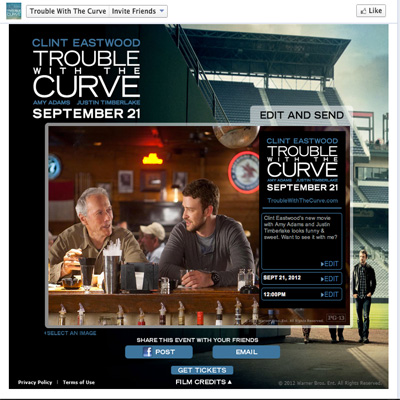 Trouble With The Curve Invite Friends
Like
CLINT EASTWOOD
TROUBLE
WITH THE
CURVE
AMY ADAMS JUSTIN TIMBERLAKE
SEPTEMBER 21
EDIT AND SEND
CLINT EASTWOOD
TROUBLE
WITH THE
CURVE
AMY ADAMS JUSTIN TIMBERLAKE
SEPTEMBER 21
TroubleWithTheCurve.com
Clint Eastwood's new movie
with Amy Adams and Justin
Timberlake looks funny &
sweet. Want to see it with me?
EDIT
SEPT 21, 2012
EDIT
12:00PM
EDIT
SELECT AN IMAGE
SHARE THIS EVENT WITH YOUR FRIENDS
POST
EMAIL
GET TICKETS
Privacy Policy | Terms of Use
FILM CREDITS
© 2012 Warner Bros. Ent. All Rights Reserved.